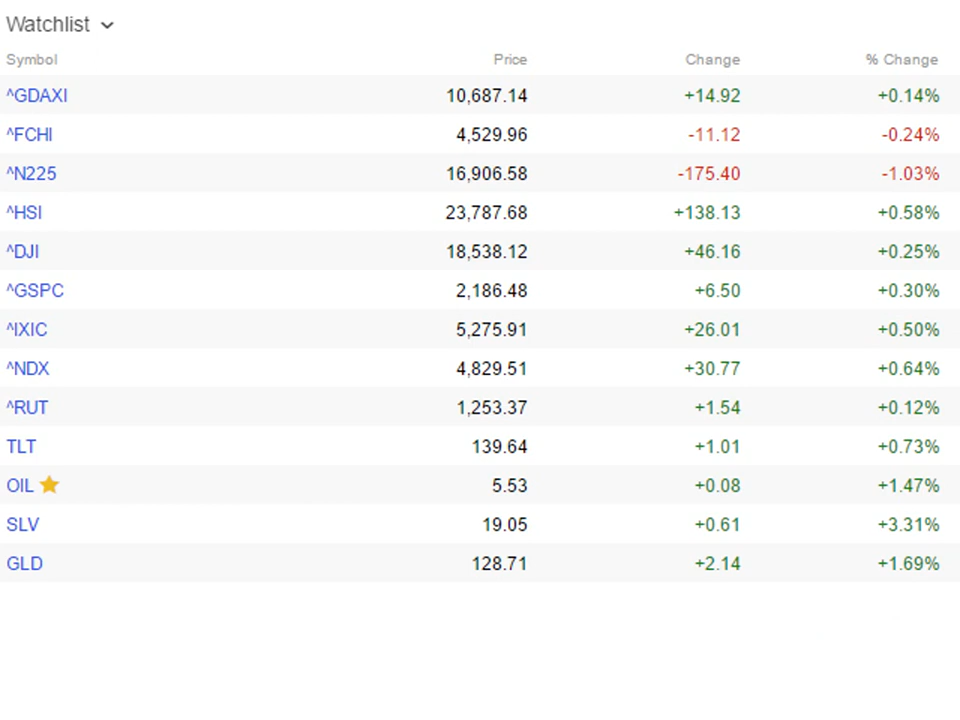 Watchlist
Symbol Price Change % Change
^GDAXI 10,687.14 +14.92 +0.14%
^FCHI 4,529.96 -11.12 -0.24%
^N225 16,906.58 -175.40 -1.03%
^HSI 23,787.68 +138.13 +0.58%
^DJI 18,538.12 +46.16 +0.25%
^GSPC 2,186.48 +6.50 +0.30%
^IXIC 5,275.91 +26.01 +0.50%
^NDX 4,829.51 +30.77 +0.64%
^RUT 1,253.37 +1.54 +0.12%
TLT 139.64 +1.01 +0.73%
OIL 5.53 +0.08 +1.47%
SLV 19.05 +0.61 +3.31%
GLD 128.71 +2.14 +1.69%